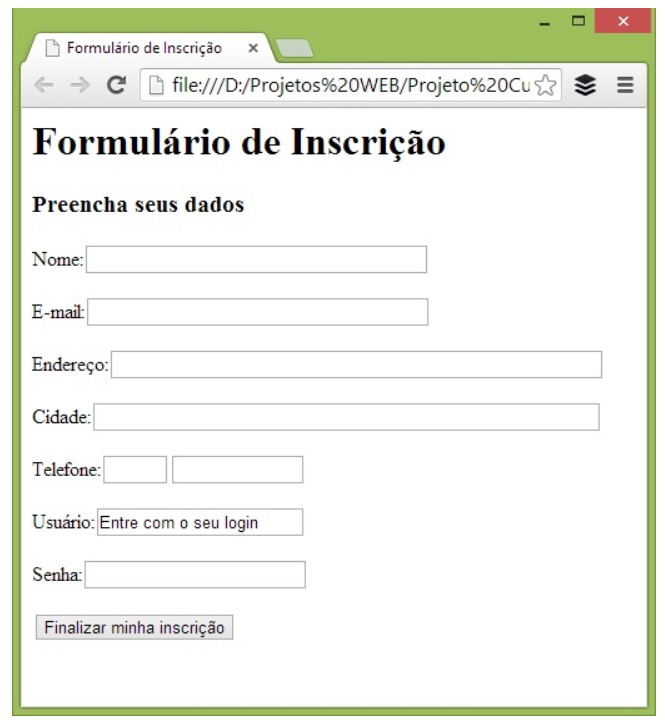 Formulário de Inscrição
file:///D:/Projetos%20WEB/Projeto%20Cu
Formulário de Inscrição
Preencha seus dados
Nome:
E-mail:
Endereço:
Cidade:
Telefone:
Usuário: Entre com o seu login
Senha:
Finalizar minha inscrição